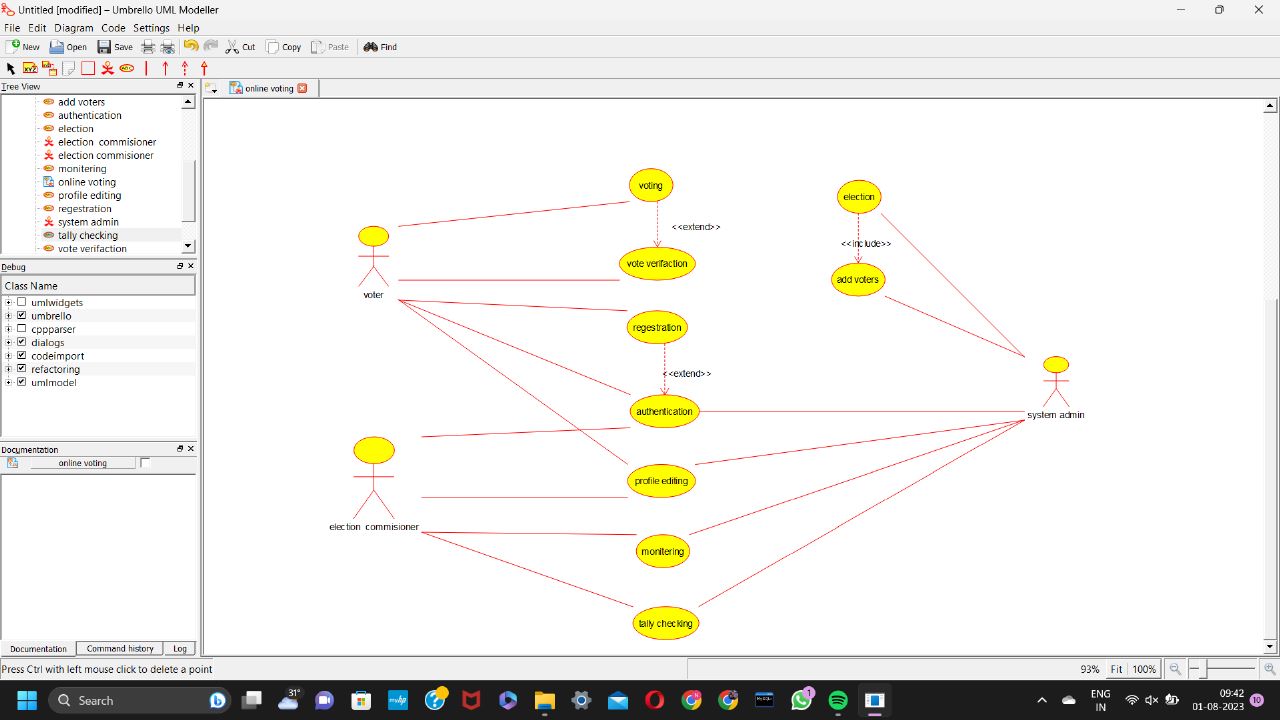 Untitled [modified] – Umbrello UML Modeller
File Edit Diagram Code Settings Help
New Open Save Cut Copy Paste Find
Tree View
online voting
add voters
authentication
election
election  commisioner
election commisioner
monitering
online voting
profile editing
regestration
system admin
tally checking
vote verifaction
Debug
Class Name
umlwidgets
umbrello
cppparser
dialogs
codeimport
refactoring
umlmodel
Documentation
online voting
Documentation Command history Log
voting
election
<<extend>>
<<include>>
vote verifaction
add voters
voter
regestration
<<extend>>
authentication
system admin
profile editing
election  commisioner
monitering
tally checking
Press Ctrl with left mouse click to delete a point
93% Fit 100%
Search
31°
myhp
1
ENG
IN
09:42
01-08-2023
10